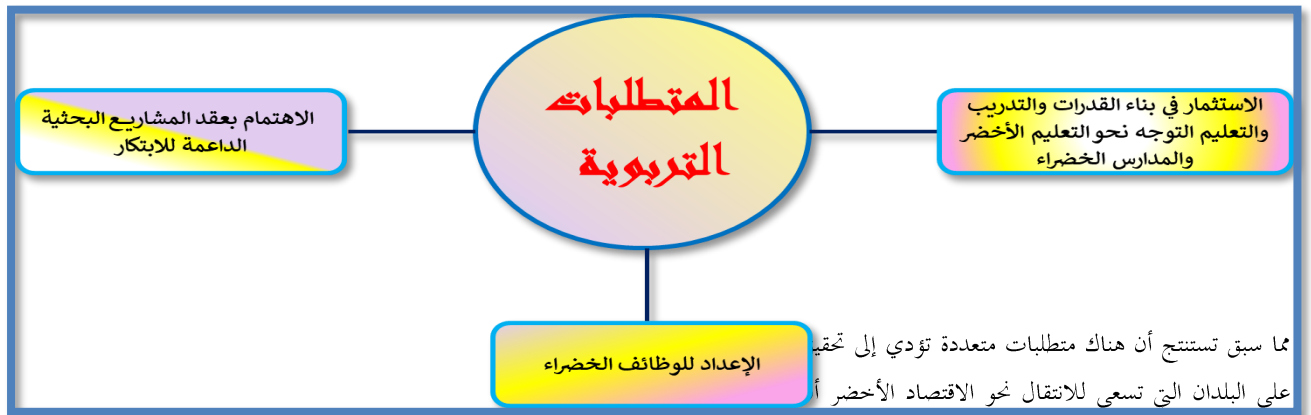 المتطلبات
التربوية
الاستثمار في بناء القدرات والتدريب
والتعليم التوجه نحو التعليم الأخضر
والمدارس الخضراء
الاهتمام بعقد المشاريع البحثية
الداعمة للابتكار
الإعداد للوظائف الخضراء
مما سبق تستنتج أن هناك متطلبات متعددة تؤدي إلى
على البلدان التي تسعى للانتقال نحو الاقتصاد الأخضر